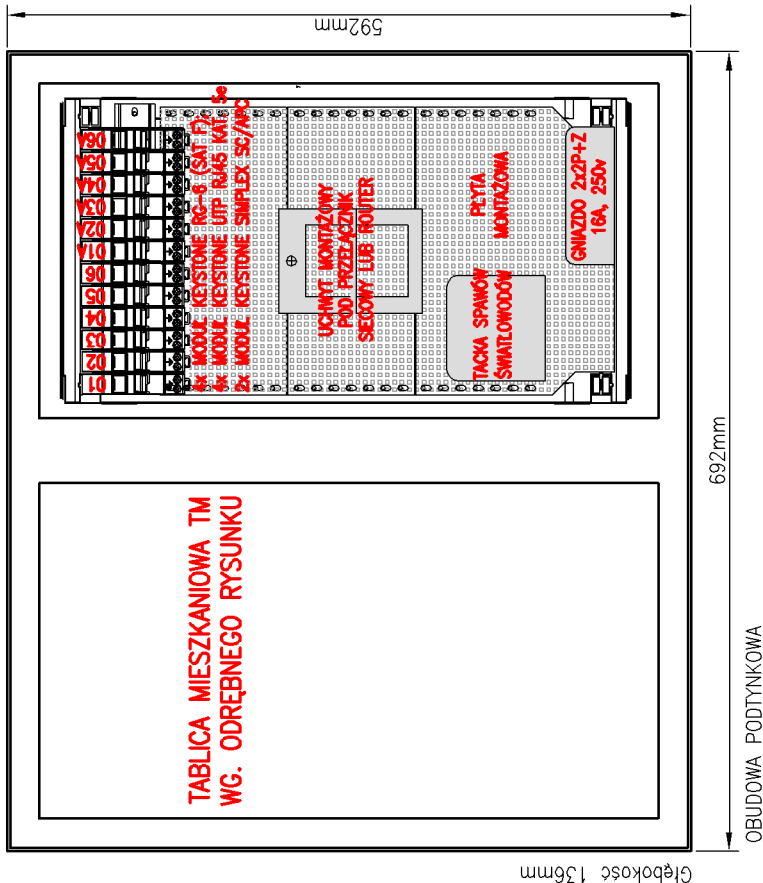 592mm
06A
05A
04A
03A
02A
01A
06
05
04
03
02
01
4x MODUŁ KEYSTONE RG-6 (SAT F);
4x MODUŁ KEYSTONE UTP RJ45 KAT. 5e
2x MODUŁ KEYSTONE SIMPLEX SC/APC
UCHWYT MONTAŻOWY
POD PRZEŁĄCZNIK
SIECIOWY LUB ROUTER
PŁYTA
MONTAŻOWA
TACKA SPAWÓW
ŚWIATŁOWODÓW
GNIAZDO 2x2P+Z
16A, 250v
TABLICA MIESZKANIOWA TM
WG. ODRĘBNEGO RYSUNKU
692mm
OBUDOWA PODTYNKOWA
Głębokość 136mm